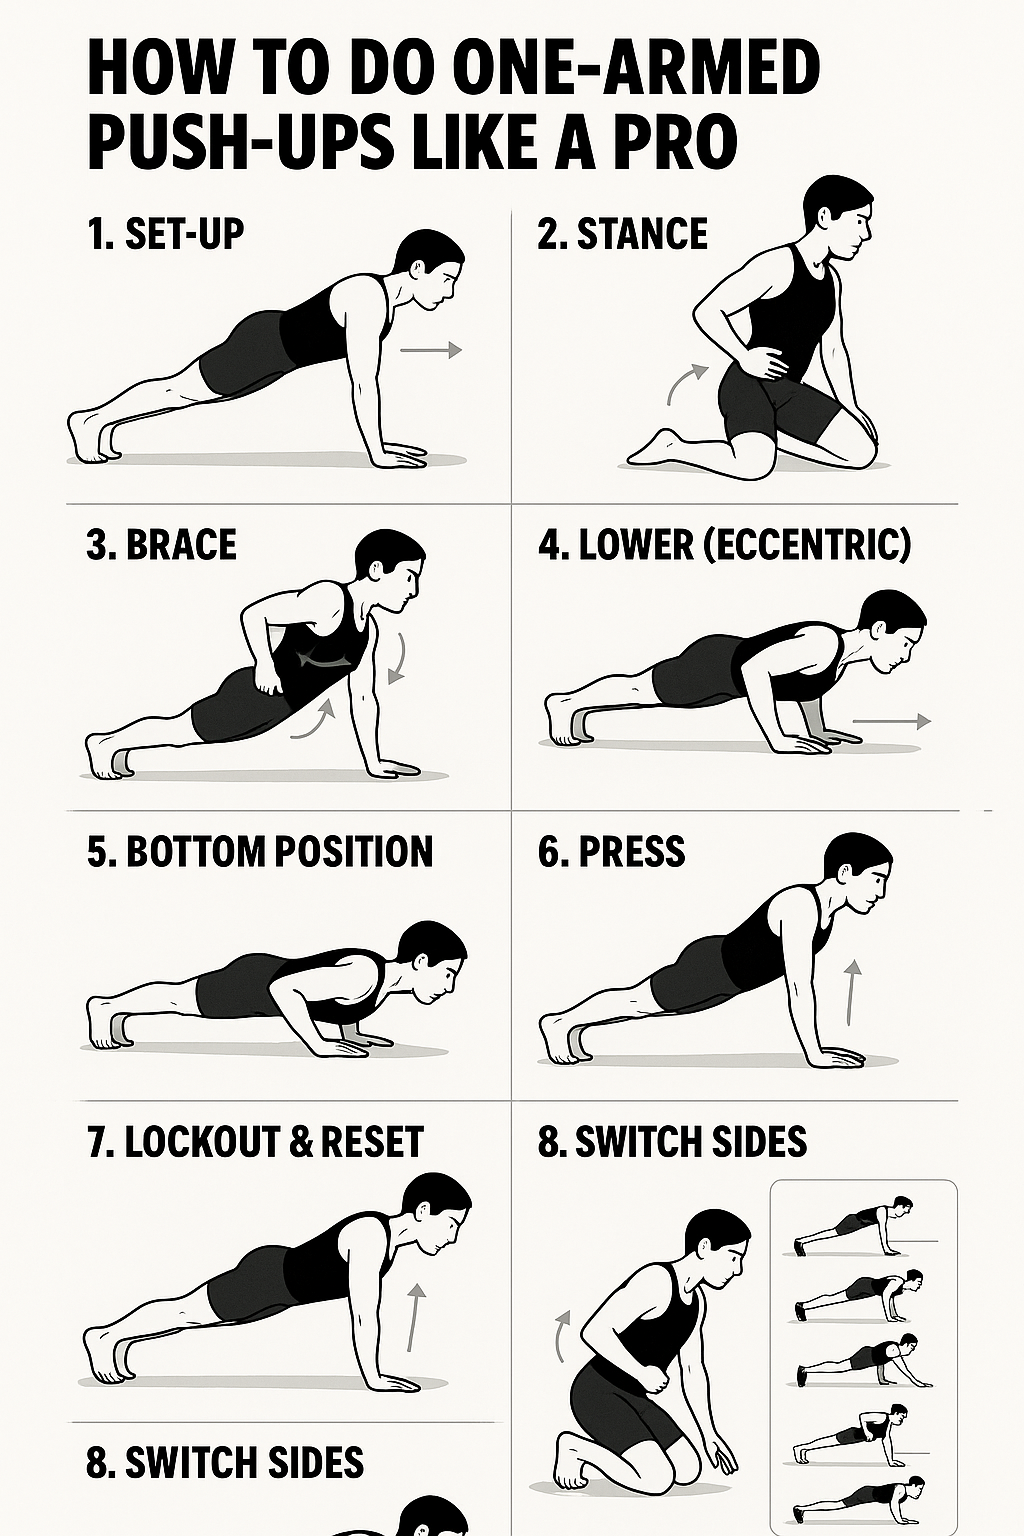 HOW TO DO ONE-ARMED
PUSH-UPS LIKE A PRO
1. SET-UP
2. STANCE
3. BRACE
4. LOWER (ECCENTRIC)
5. BOTTOM POSITION
6. PRESS
7. LOCKOUT & RESET
8. SWITCH SIDES
8. SWITCH SIDES